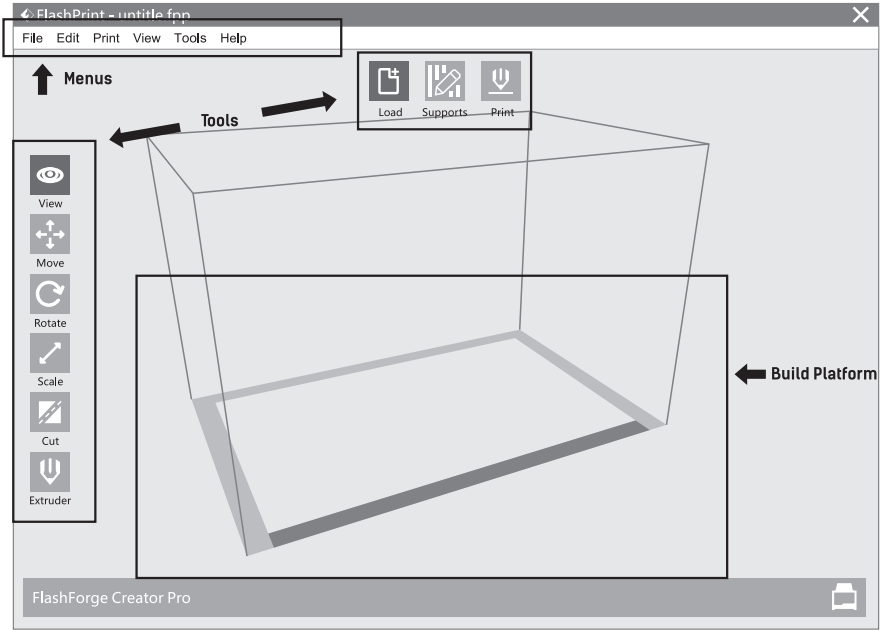 FlashPrint - untitle.fpp
File Edit Print View Tools Help
Menus
Tools
Load Supports Print
View
Move
Rotate
Scale
Cut
Extruder
Build Platform
FlashForge Creator Pro